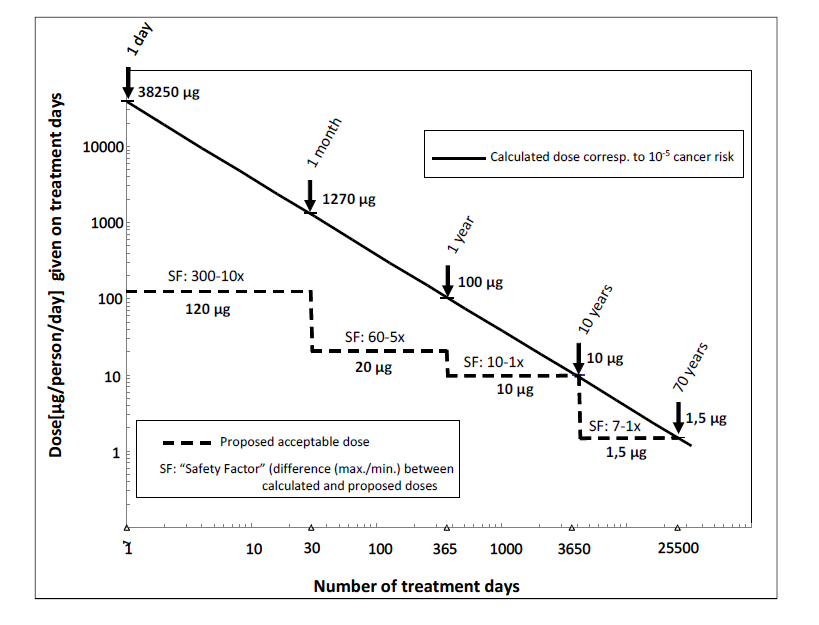 1 day
38250 µg
10000
1 month
1270 µg
Calculated dose corresp. to 10-5 cancer risk
1000
1 year
SF: 300-10x
100 µg
100
120 µg
10 years
SF: 60-5x
20 µg
SF: 10-1x
10 µg
10 µg
10
70 years
1,5 µg
SF: 7-1x
1,5 µg
Proposed acceptable dose
SF: “Safety Factor” (difference (max./min.) between
calculated and proposed doses
1
Dose[µg/person/day] given on treatment days
1
10
30
100
365
1000
3650
25500
Number of treatment days